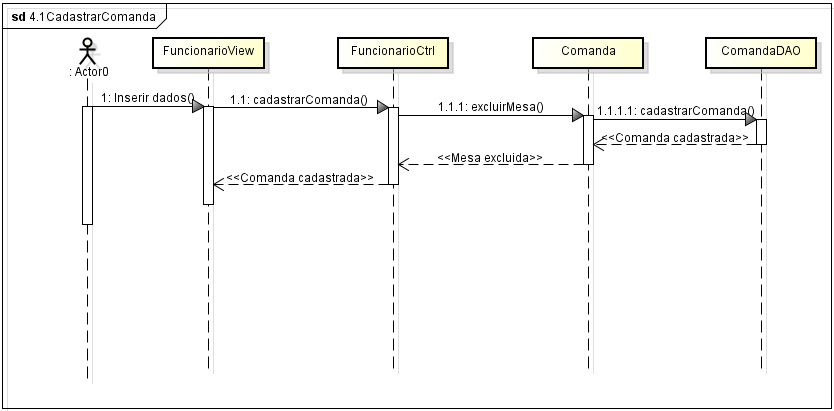 sd 4.1CadastrarComanda
FuncionarioView
FuncionarioCtrl
Comanda
ComandaDAO
: Actor0
1: Inserir dados()
1.1: cadastrarComanda()
1.1.1: excluirMesa()
1.1.1.1: cadastrarComanda()
<<Comanda cadastrada>>
<<Mesa excluida>>
<<Comanda cadastrada>>